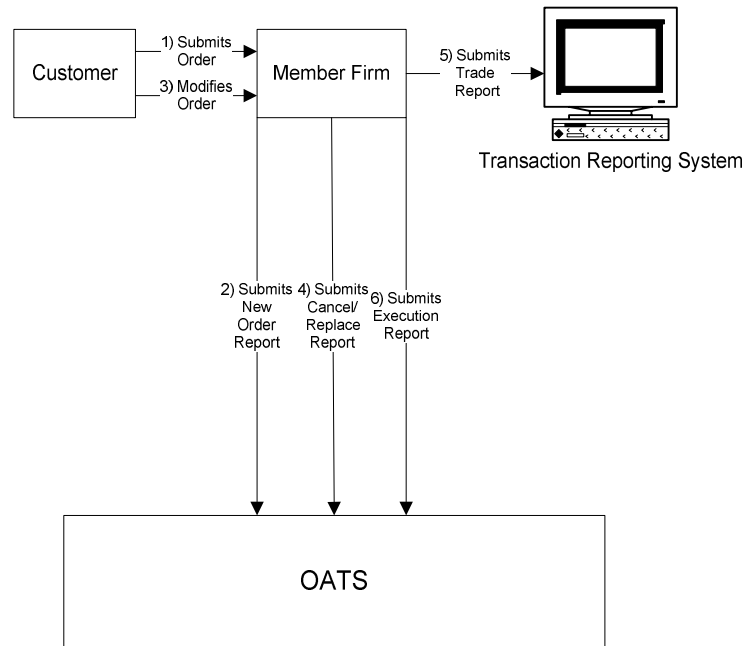 Customer
1) Submits
Order
3) Modifies
Order
Member Firm
5) Submits
Trade
Report
Transaction Reporting System
2) Submits
New
Order
Report
4) Submits
Cancel/
Replace
Report
6) Submits
Execution
Report
OATS